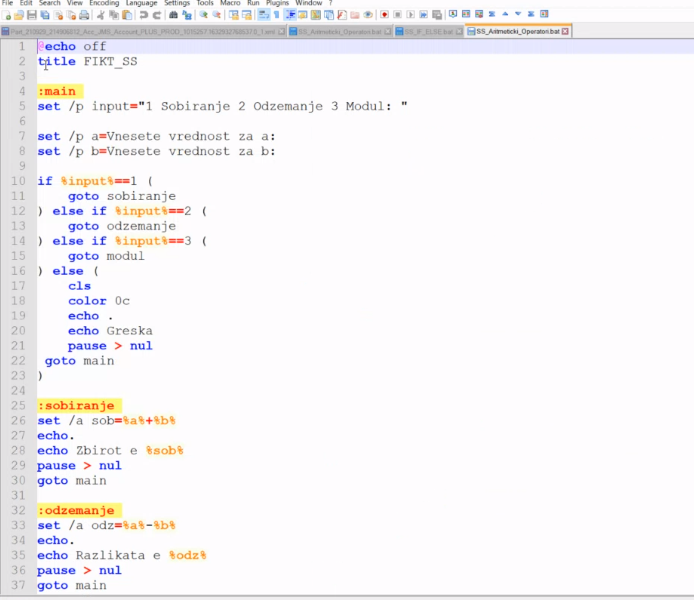 File Edit Search View Encoding Language Settings Tools Macro Run Plugins Window ?
SS_Aritmeticki_Operatori.bat SS_IF_ELSE.bat SS_Aritmeticki_Operatori.bat
1 @echo off
2 title FIKT_SS
3
4 :main
5 set /p input="1 Sobiranje 2 Odzemanje 3 Modul: "
6
7 set /p a=Vnesete vrednost za a:
8 set /p b=Vnesete vrednost za b:
9
10 if %input%==1 (
11 goto sobiranje
12 ) else if %input%==2 (
13 goto odzemanje
14 ) else if %input%==3 (
15 goto modul
16 ) else (
17 cls
18 color 0c
19 echo .
20 echo Greska
21 pause > nul
22 goto main
23 )
24
25 :sobiranje
26 set /a sob=%a%+%b%
27 echo.
28 echo Zbirot e %sob%
29 pause > nul
30 goto main
31
32 :odzemanje
33 set /a odz=%a%-%b%
34 echo.
35 echo Razlikata e %odz%
36 pause > nul
37 goto main